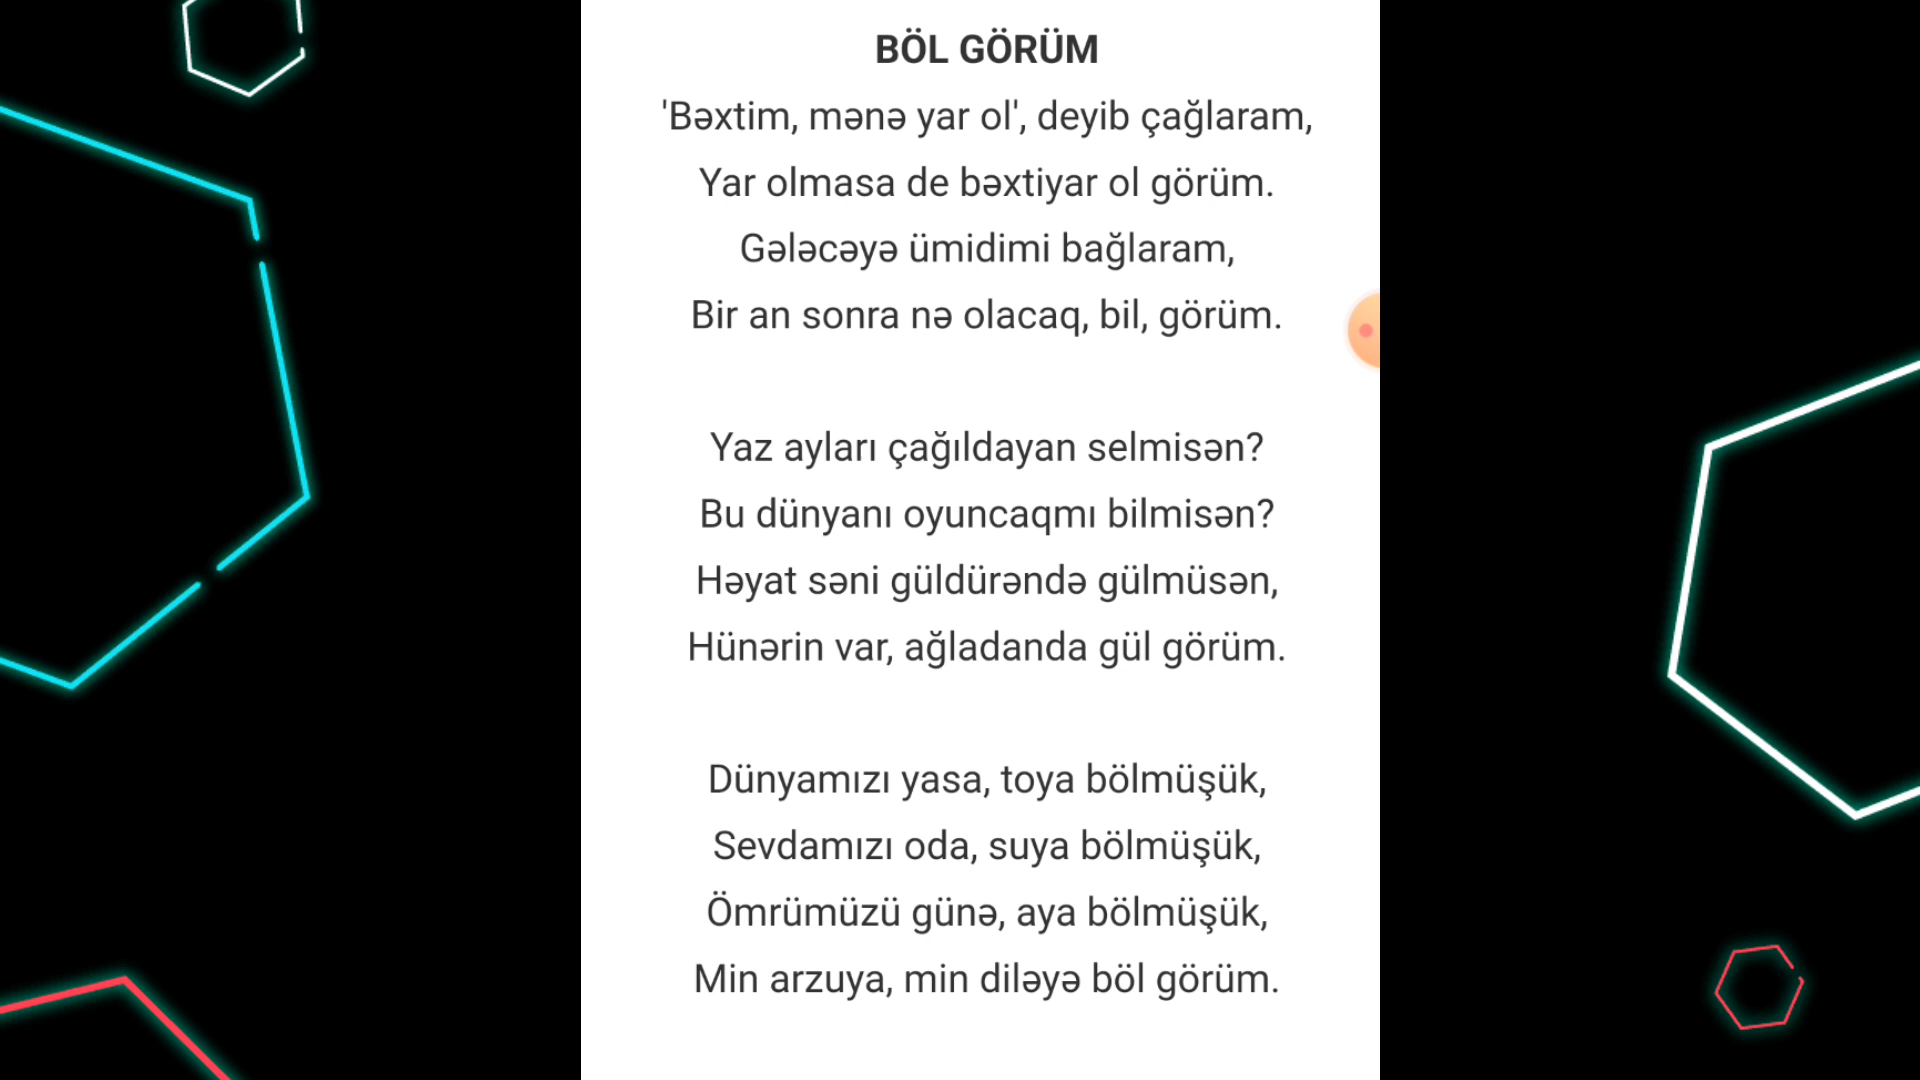 BÖL GÖRÜM
'Bəxtim, mənə yar ol', deyib çağlaram,
Yar olmasa de bəxtiyar ol görüm.
Gələcəyə ümidimi bağlaram,
Bir an sonra nə olacaq, bil, görüm.
Yaz ayları çağıldayan selmisən?
Bu dünyanı oyuncaqmı bilmisən?
Həyat səni güldürəndə gülmüsən,
Hünərin var, ağladanda gül görüm.
Dünyamızı yasa, toya bölmüşük,
Sevdamızı oda, suya bölmüşük,
Ömrümüzü günə, aya bölmüşük,
Min arzuya, min diləyə böl görüm.